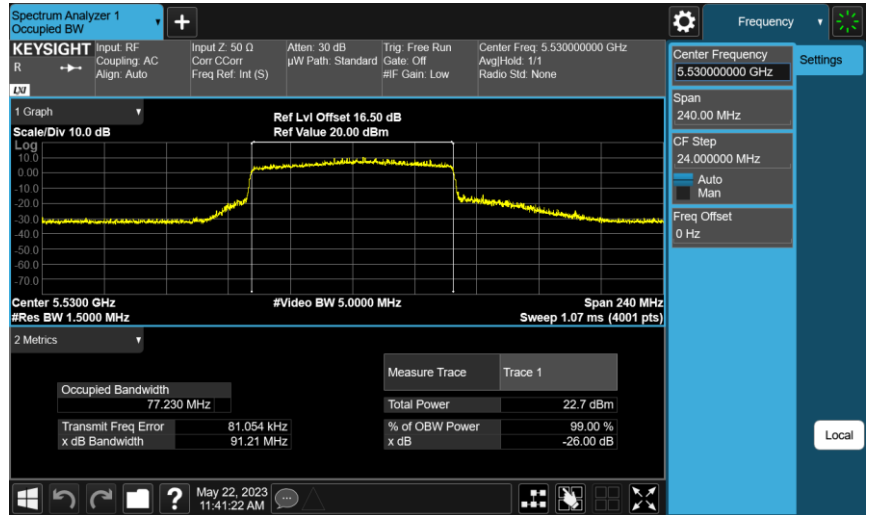 Spectrum Analyzer 1
Occupied BW
Frequency
KEYSIGHT
R
LXI
Input: RF
Coupling: AC
Align: Auto
Input Z: 50 Ω
Corr CCorr
Freq Ref: Int (S)
Atten: 30 dB
µW Path: Standard
Trig: Free Run
Gate: Off
#IF Gain: Low
Center Freq: 5.530000000 GHz
Avg|Hold: 1/1
Radio Std: None
Center Frequency
5.530000000 GHz
Settings
Span
240.00 MHz
CF Step
24.000000 MHz
Auto
Man
Freq Offset
0 Hz
Local
1 Graph
Scale/Div 10.0 dB
Ref Lvl Offset 16.50 dB
Ref Value 20.00 dBm
Log
10.0
0.00
-10.0
-20.0
-30.0
-40.0
-50.0
-60.0
-70.0
Center 5.5300 GHz
#Res BW 1.5000 MHz
#Video BW 5.0000 MHz
Span 240 MHz
Sweep 1.07 ms (4001 pts)
2 Metrics
Measure Trace Trace 1
Occupied Bandwidth
77.230 MHz
Total Power 22.7 dBm
Transmit Freq Error 81.054 kHz
% of OBW Power 99.00 %
x dB Bandwidth 91.21 MHz
x dB -26.00 dB
?
May 22, 2023
11:41:22 AM